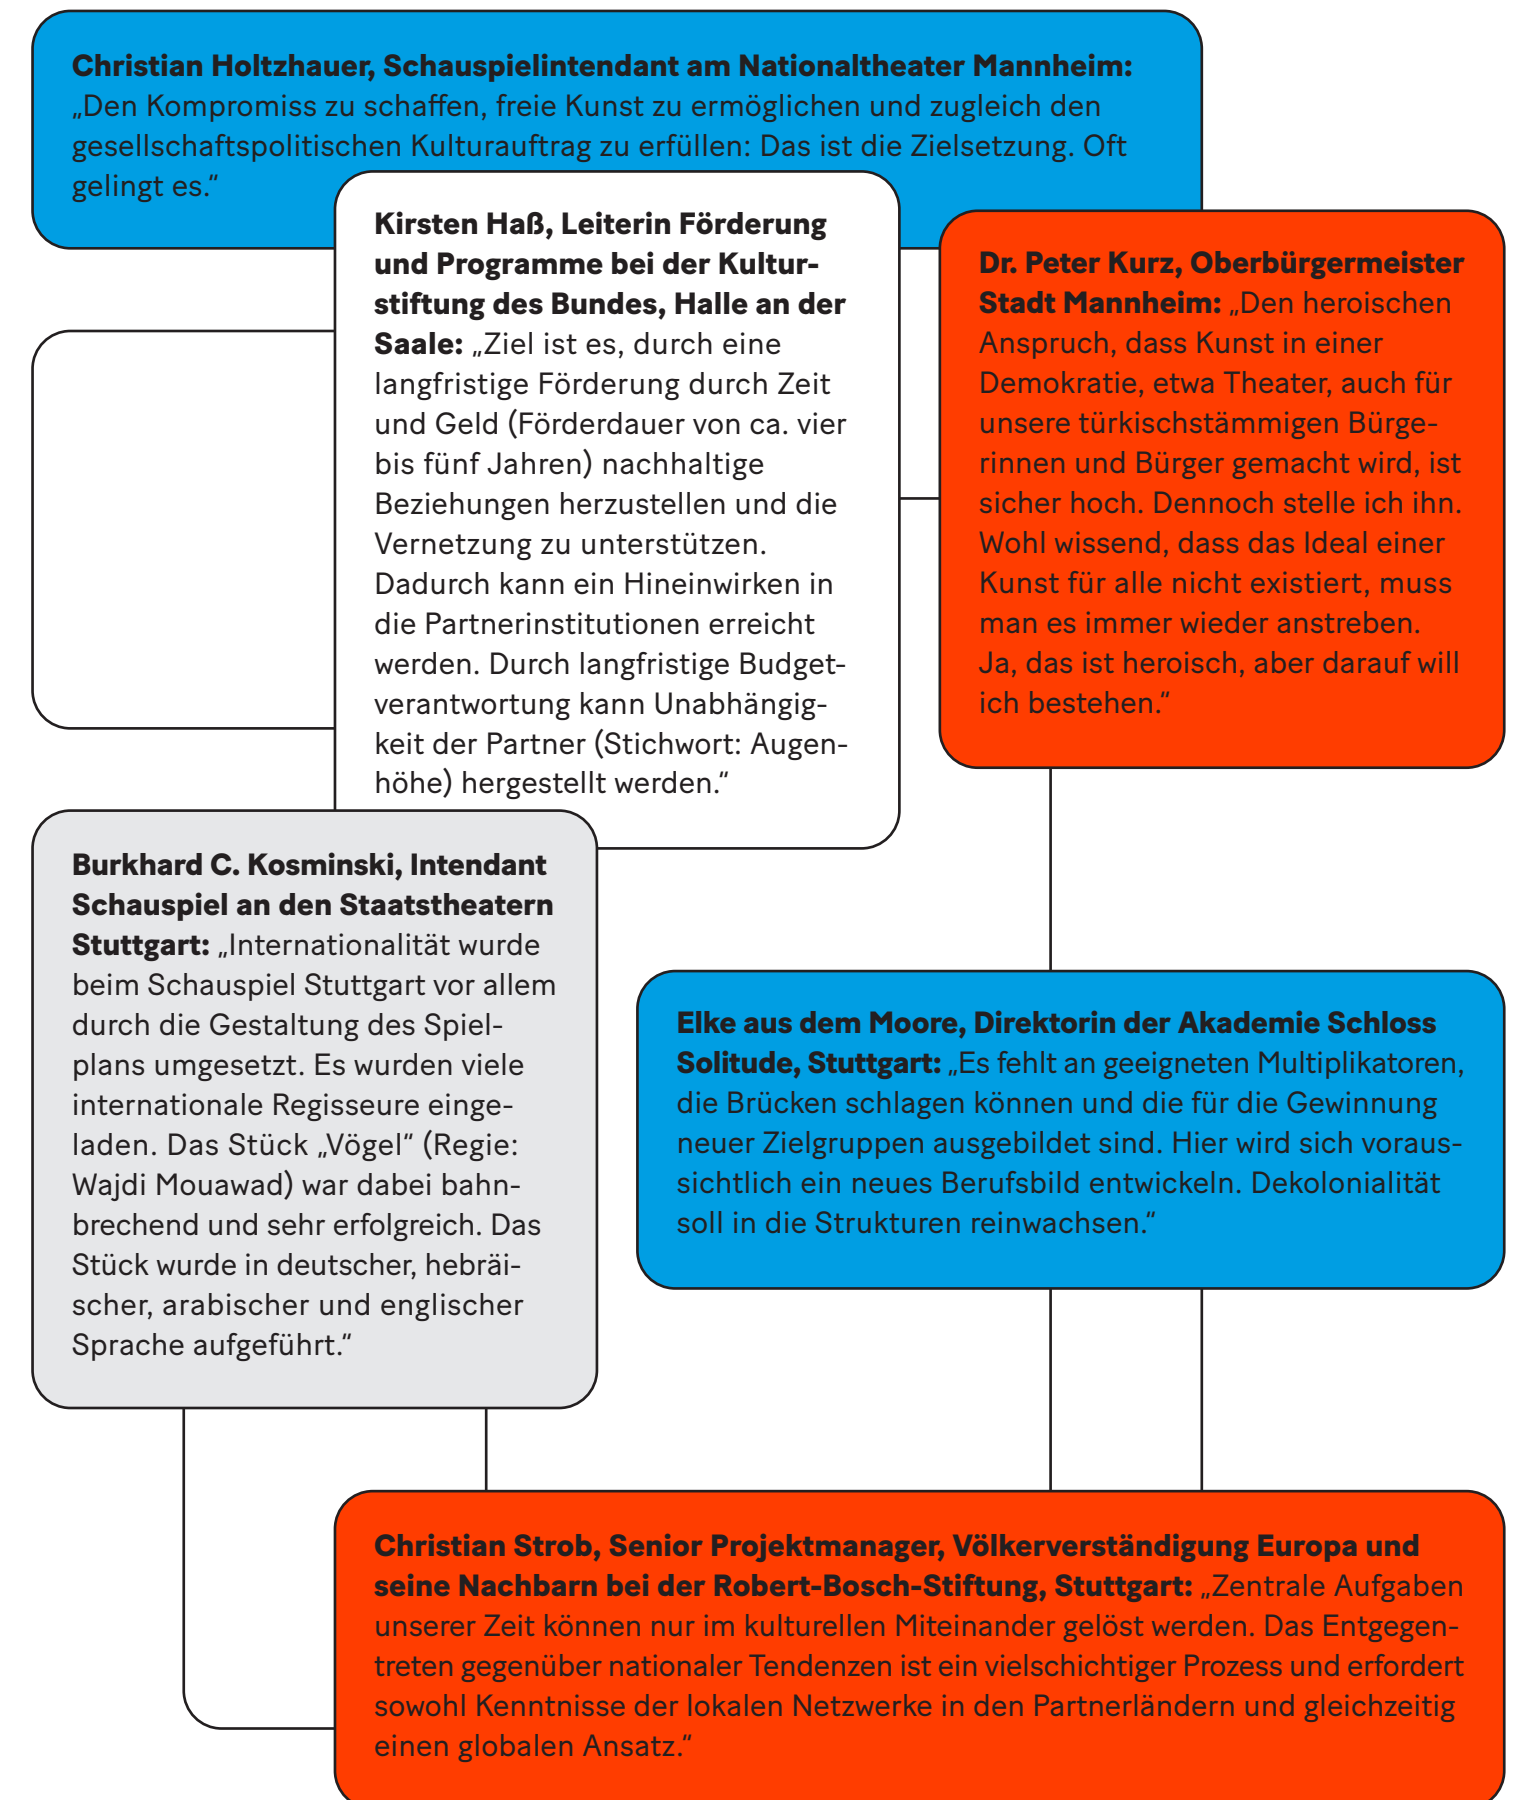 Christian Holtzhauer, Schauspielintendant am Nationaltheater Mannheim:
„Den Kompromiss zu schaffen, freie Kunst zu ermöglichen und zugleich den
gesellschaftspolitischen Kulturauftrag zu erfüllen: Das ist die Zielsetzung. Oft
gelingt es.“
Kirsten Haß, Leiterin Förderung
und Programme bei der Kultur-
stiftung des Bundes, Halle an der
Saale: „Ziel ist es, durch eine
langfristige Förderung durch Zeit
und Geld (Förderdauer von ca. vier
bis fünf Jahren) nachhaltige
Beziehungen herzustellen und die
Vernetzung zu unterstützen.
Dadurch kann ein Hineinwirken in
die Partnerinstitutionen erreicht
werden. Durch langfristige Budget-
verantwortung kann Unabhängig-
keit der Partner (Stichwort: Augen-
höhe) hergestellt werden.“
Dr. Peter Kurz, Oberbürgermeister
Stadt Mannheim: „Den heroischen
Anspruch, dass Kunst in einer
Demokratie, etwa Theater, auch für
unsere türkischstämmigen Bürge-
rinnen und Bürger gemacht wird, ist
sicher hoch. Dennoch stelle ich ihn.
Wohl wissend, dass das Ideal einer
Kunst für alle nicht existiert, muss
man es immer wieder anstreben.
Ja, das ist heroisch, aber darauf will
ich bestehen.“
Burkhard C. Kosminski, Intendant
Schauspiel an den Staatstheatern
Stuttgart: „Internationalität wurde
beim Schauspiel Stuttgart vor allem
durch die Gestaltung des Spiel-
plans umgesetzt. Es wurden viele
internationale Regisseure einge-
laden. Das Stück „Vögel“ (Regie:
Wajdi Mouawad) war dabei bahn-
brechend und sehr erfolgreich. Das
Stück wurde in deutscher, hebräi-
scher, arabischer und englischer
Sprache aufgeführt.“
Elke aus dem Moore, Direktorin der Akademie Schloss
Solitude, Stuttgart: „Es fehlt an geeigneten Multiplikatoren,
die Brücken schlagen können und die für die Gewinnung
neuer Zielgruppen ausgebildet sind. Hier wird sich voraus-
sichtlich ein neues Berufsbild entwickeln. Dekolonialität
soll in die Strukturen reinwachsen.“
Christian Strob, Senior Projektmanager, Völkerverständigung Europa und
seine Nachbarn bei der Robert-Bosch-Stiftung, Stuttgart: „Zentrale Aufgaben
unserer Zeit können nur im kulturellen Miteinander gelöst werden. Das Entgegen-
treten gegenüber nationaler Tendenzen ist ein vielschichtiger Prozess und erfordert
sowohl Kenntnisse der lokalen Netzwerke in den Partnerländern und gleichzeitig
einen globalen Ansatz.“